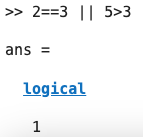 >> 2==3 || 5>3
ans =
logical
1